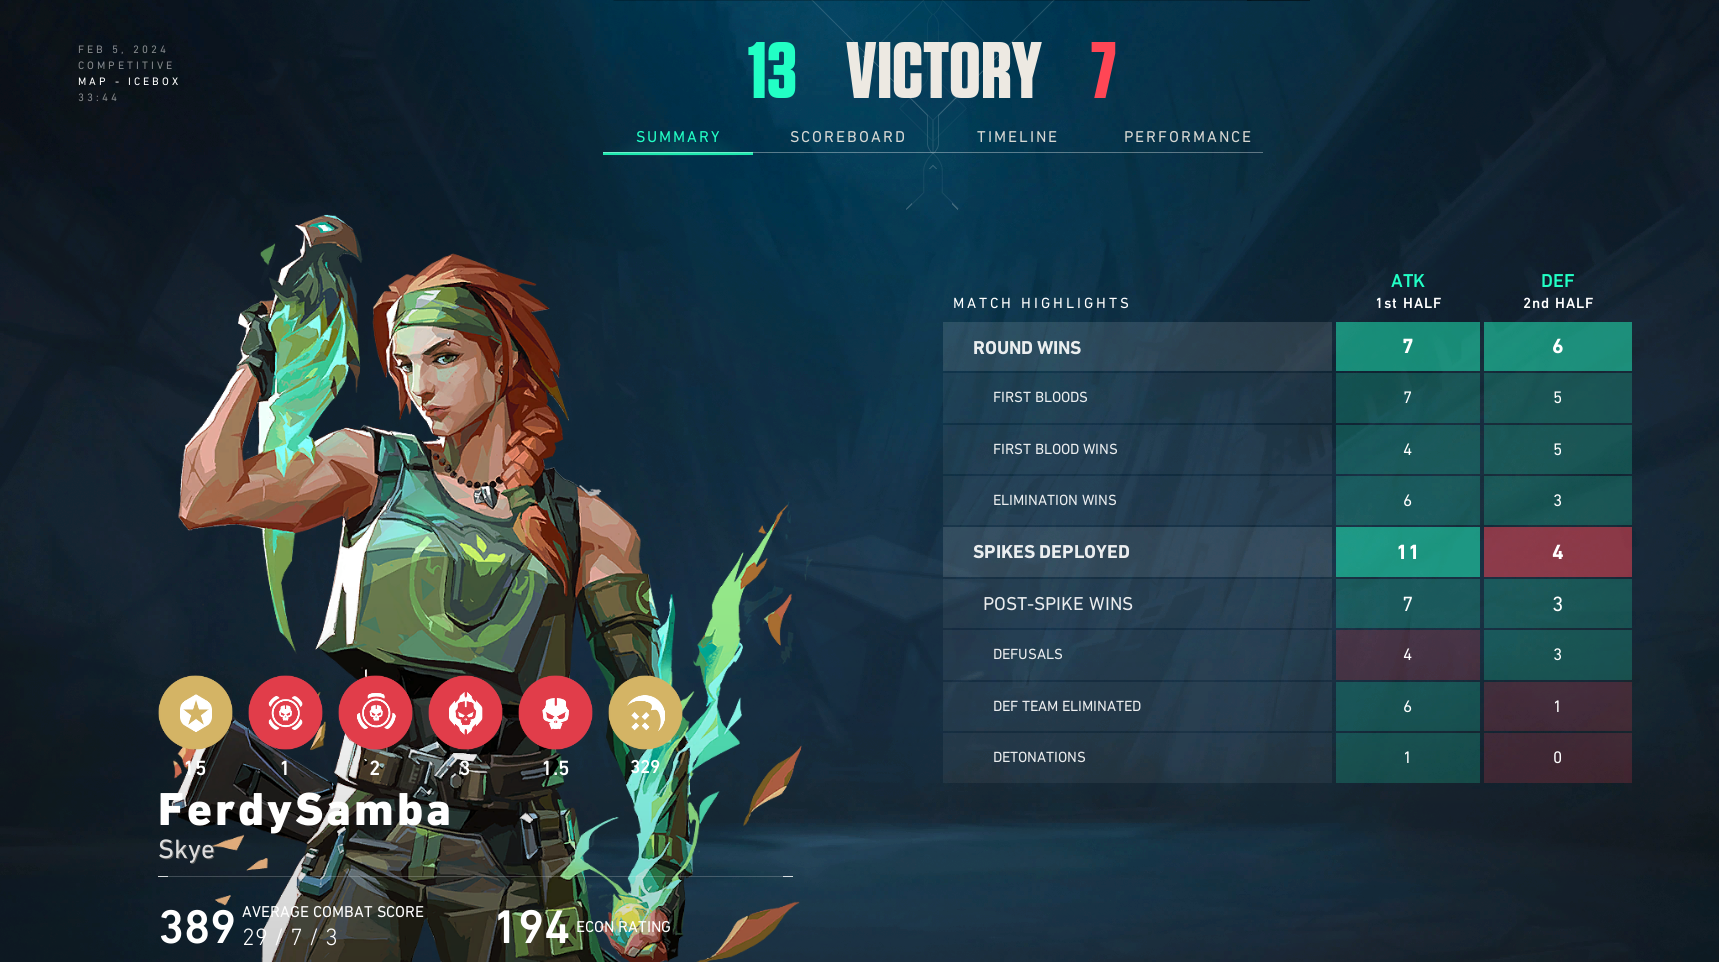 FEB 5, 2024
COMPETITIVE
MAP - ICEBOX
33:44
13 VICTORY 7
SUMMARY SCOREBOARD TIMELINE PERFORMANCE
ATK DEF
MATCH HIGHLIGHTS 1st HALF 2nd HALF
ROUND WINS 7 6
FIRST BLOODS 7 5
FIRST BLOOD WINS 4 5
ELIMINATION WINS 6 3
SPIKES DEPLOYED 11 4
POST-SPIKE WINS 7 3
DEFUSALS 4 3
DEF TEAM ELIMINATED 6 1
DETONATIONS 1 0
15 1 2 3 1.5 329
FerdySamba
Skye
389 AVERAGE COMBAT SCORE
29 / 7 / 3
194 ECON RATING